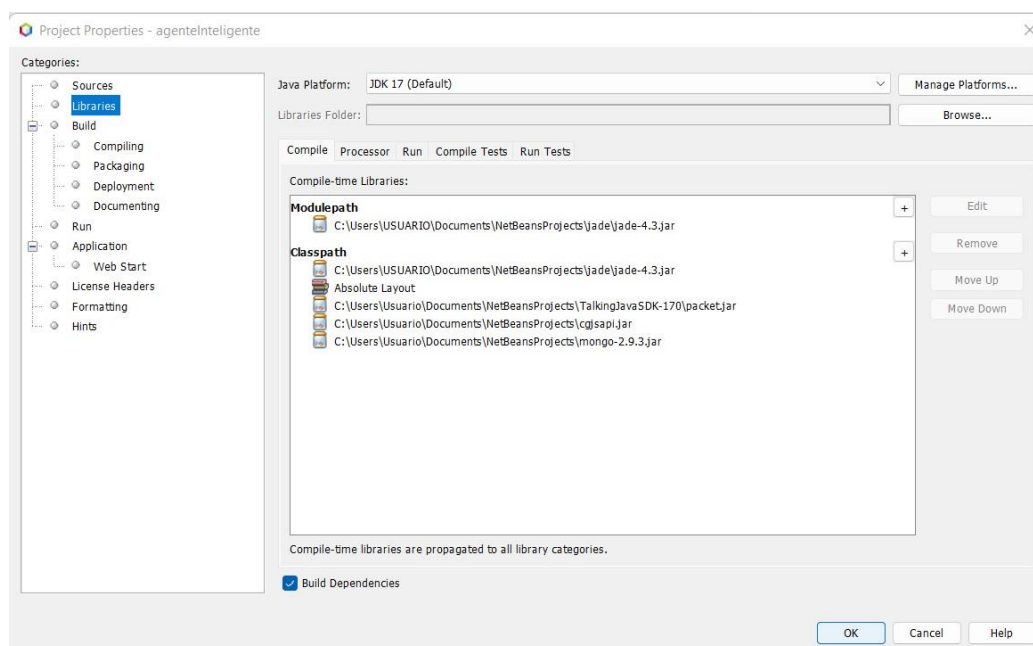 Project Properties - agenteInteligente
Categories:
Sources
Libraries
Build
Compiling
Packaging
Deployment
Documenting
Run
Application
Web Start
License Headers
Formatting
Hints
Java Platform: JDK 17 (Default) Manage Platforms...
Libraries Folder: Browse...
Compile Processor Run Compile Tests Run Tests
Compile-time Libraries:
Modulepath
C:\Users\USUARIO\Documents\NetBeansProjects\jade\jade-4.3.jar
Classpath
C:\Users\USUARIO\Documents\NetBeansProjects\jade\jade-4.3.jar
Absolute Layout
C:\Users\Usuario\Documents\NetBeansProjects\TalkingJavaSDK-170\packet.jar
C:\Users\Usuario\Documents\NetBeansProjects\cgjsapi.jar
C:\Users\Usuario\Documents\NetBeansProjects\mongo-2.9.3.jar
+
+
Edit
Remove
Move Up
Move Down
Compile-time libraries are propagated to all library categories.
Build Dependencies
OK Cancel Help